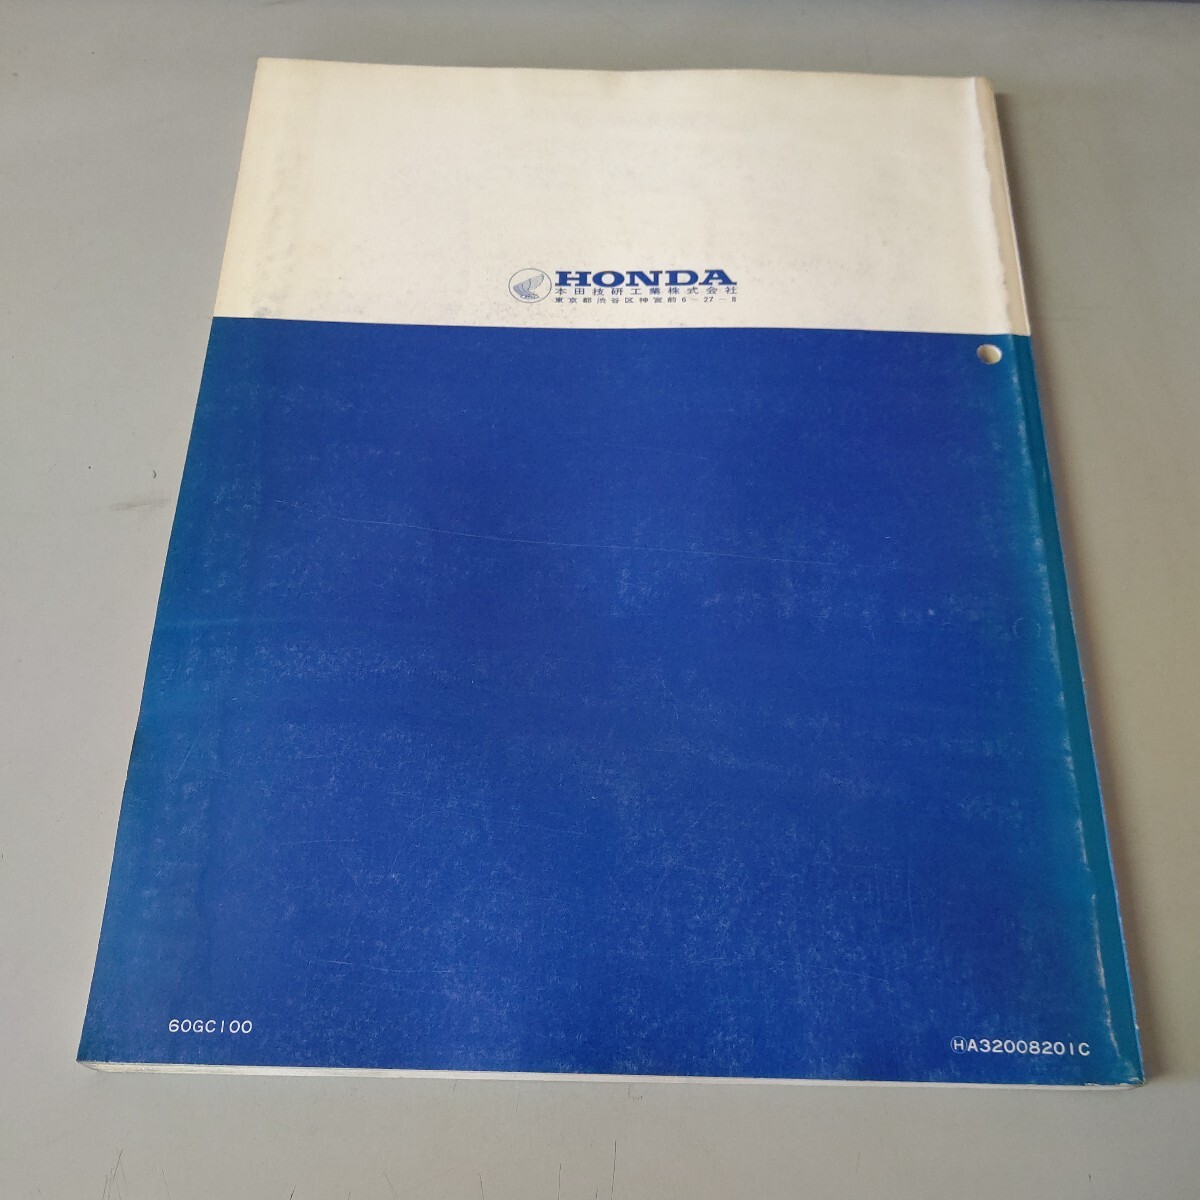 HONDA
本田技研工業株式会社
東京都渋谷区神宮前6-27-8
60GC100
ⒽA32008201C